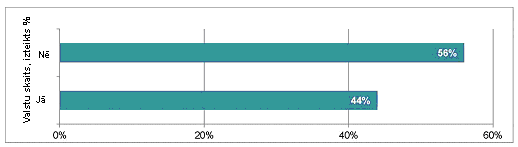 Valstu skaits, izteikts %
Nē
56%
Jā
44%
0%
20%
40%
60%